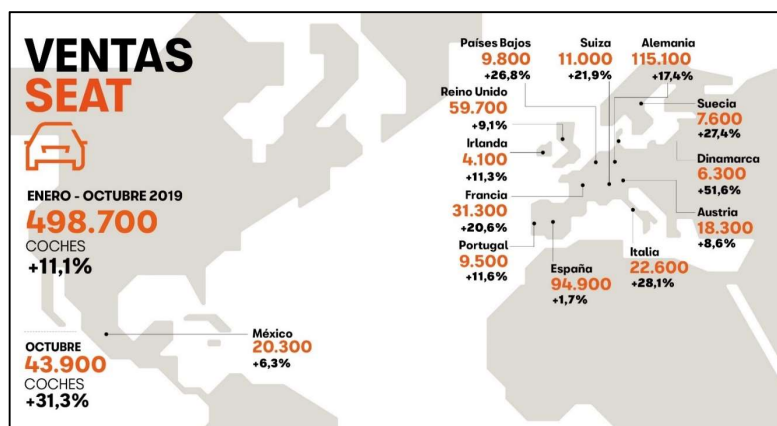 VENTAS
SEAT
ENERO - OCTUBRE 2019
498.700
COCHES
+11,1%
OCTUBRE
43.900
COCHES
+31,3%
México
20.300
+6,3%
Países Bajos
9.800
+26,8%
Suiza
11.000
+21,9%
Alemania
115.100
+17,4%
Reino Unido
59.700
+9,1%
Irlanda
4.100
+11,3%
Francia
31.300
+20,6%
Portugal
9.500
+11,6%
España
94.900
+1,7%
Italia
22.600
+28,1%
Suecia
7.600
+27,4%
Dinamarca
6.300
+51,6%
Austria
18.300
+8,6%